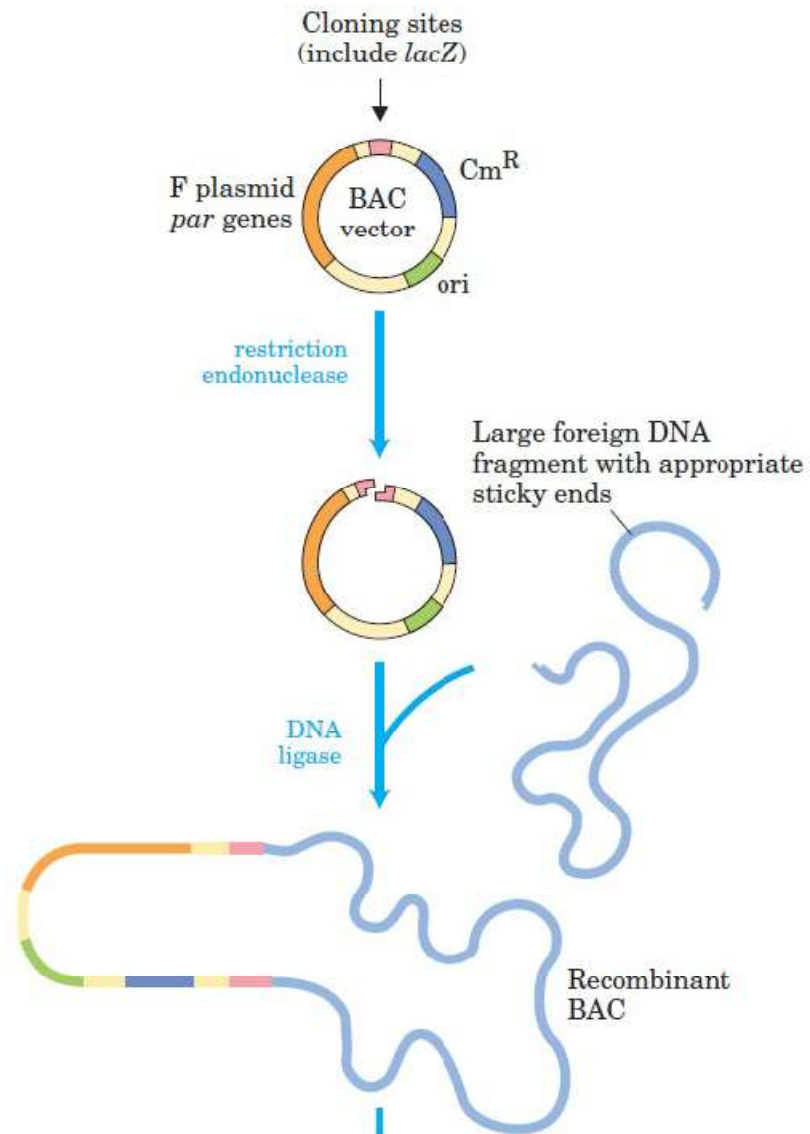 Cloning sites
(include lacZ)
F plasmid
par genes
BAC
vector
CmR
ori
restriction
endonuclease
Large foreign DNA
fragment with appropriate
sticky ends
DNA
ligase
Recombinant
BAC